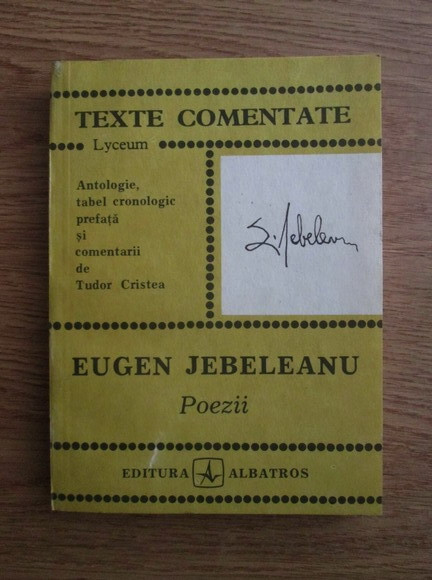 TEXTE COMENTATE
Lyceum
Antologie,
tabel cronologic
prefață
și
comentarii
de
Tudor Cristea
E. Jebeleanu
EUGEN JEBELEANU
Poezii
EDITURA ALBATROS